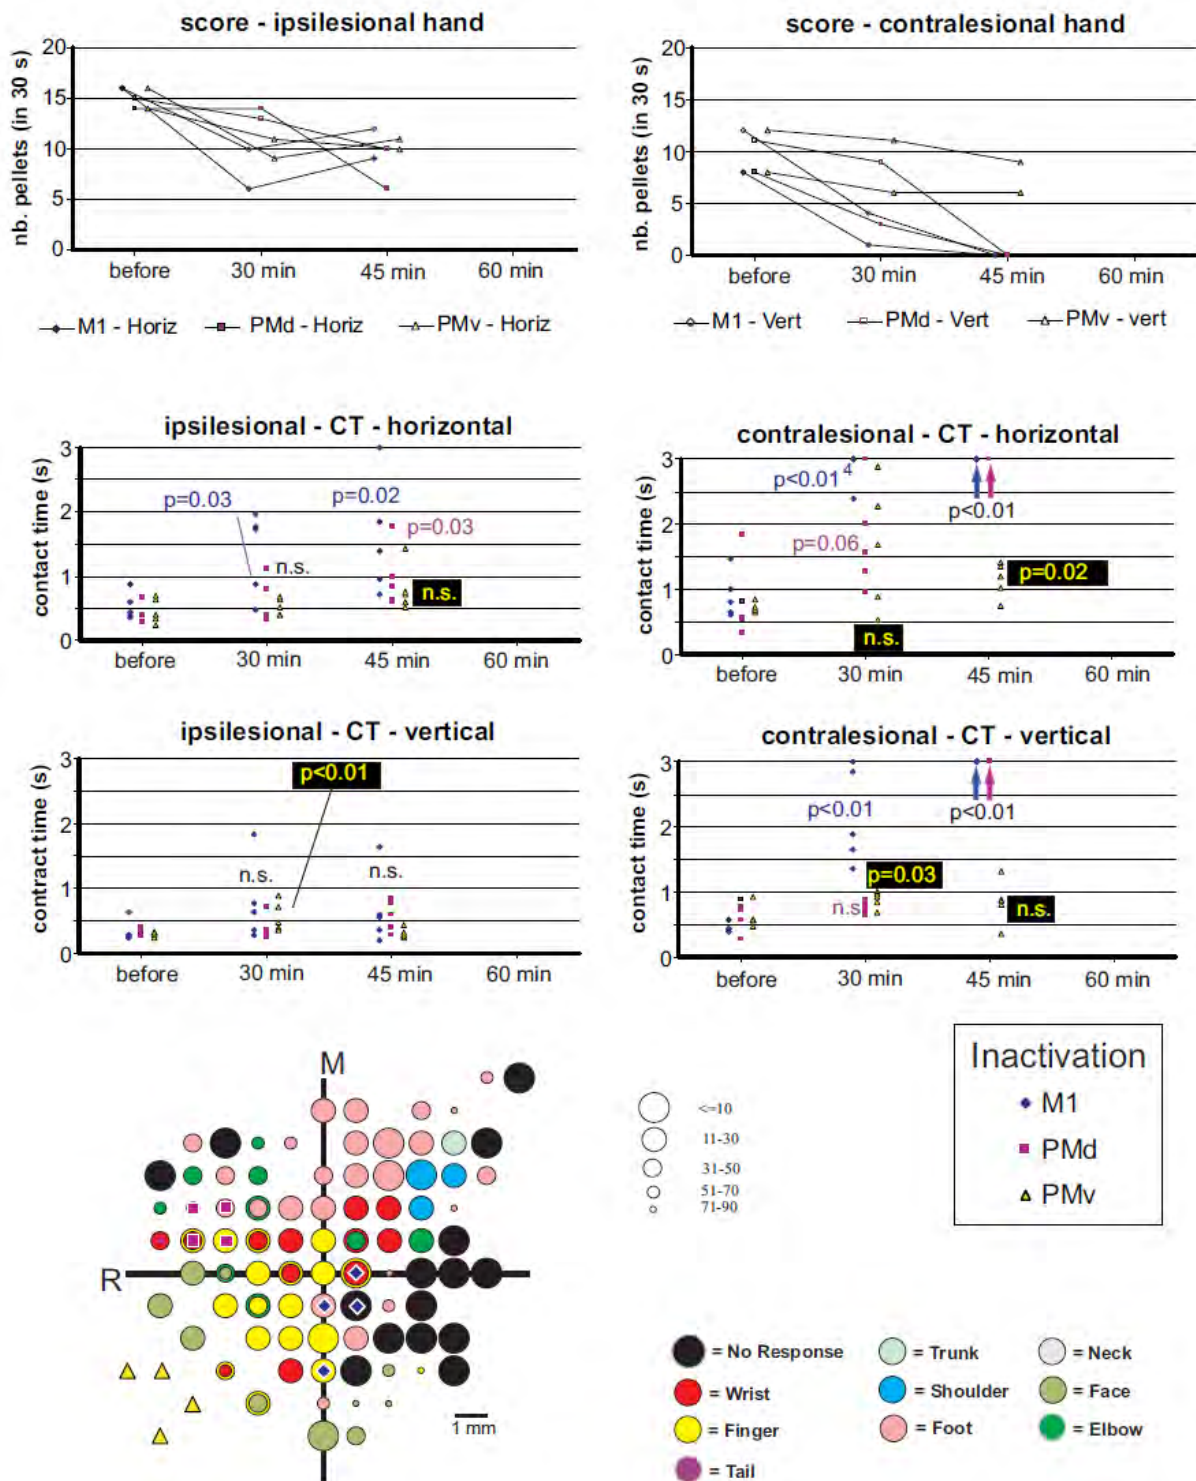 score - ipsilesional hand
nb. pellets (in 30 s)
20
15
10
5
0
before 30 min 45 min 60 min
M1 - Horiz PMd - Horiz PMv - Horiz
score - contralesional hand
nb. pellets (in 30 s)
20
15
10
5
0
before 30 min 45 min 60 min
M1 - Vert PMd - Vert PMv - vert
ipsilesional - CT - horizontal
contact time (s)
3
2
1
0
p=0.03
p=0.02
p=0.03
n.s.
n.s.
before 30 min 45 min 60 min
contralesional - CT - horizontal
contact time (s)
3
2
1
0
p<0.01 4
p<0.01
p=0.06
p=0.02
n.s.
before 30 min 45 min 60 min
ipsilesional - CT - vertical
contract time (s)
3
2
1
0
p<0.01
n.s.
n.s.
before 30 min 45 min 60 min
contralesional - CT - vertical
contact time (s)
3
2
1
0
p<0.01
p<0.01
p=0.03
n.s
n.s.
before 30 min 45 min 60 min
M
R
1 mm
<=10
11-30
31-50
51-70
71-90
Inactivation
M1
PMd
PMv
= No Response = Trunk = Neck
= Wrist = Shoulder = Face
= Finger = Foot = Elbow
= Tail